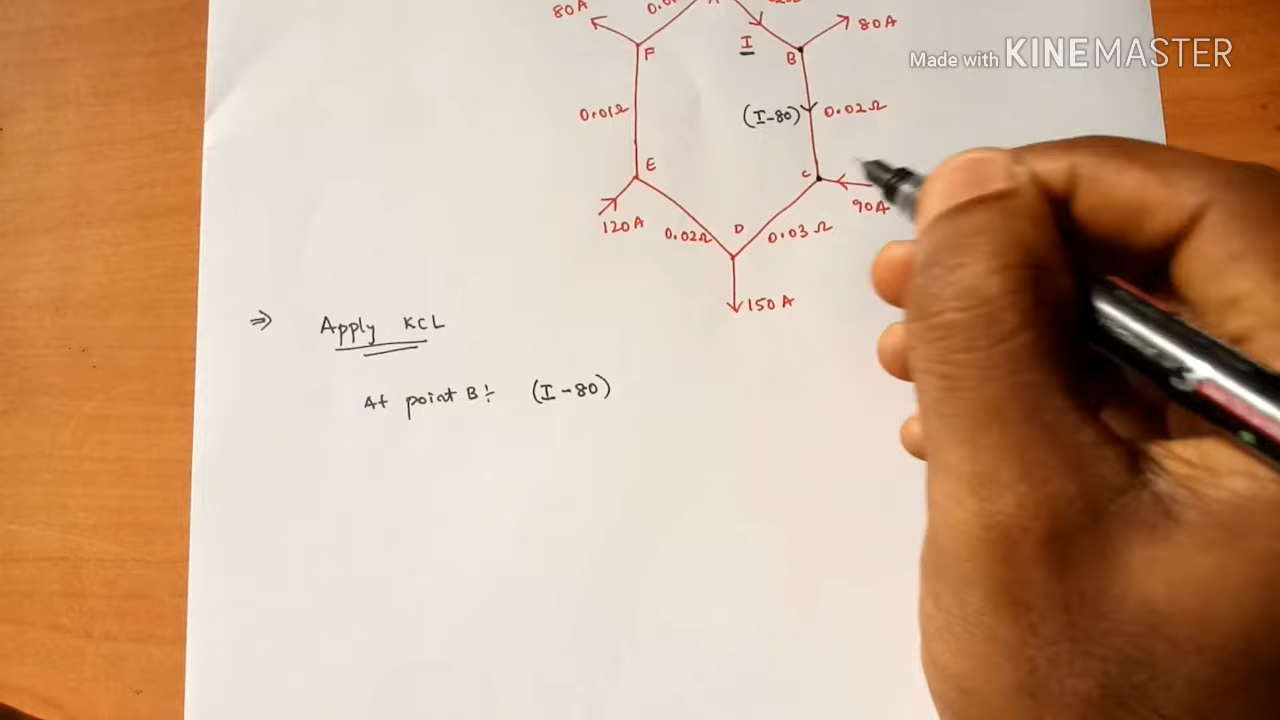 80A
I
80A
F
B
Made with KINEMASTER
0.01Ω
(I-80)
0.02Ω
E
C
90A
120A
0.02Ω
D
0.03Ω
150A
⇒ Apply KCL
At point B:- (I-80)